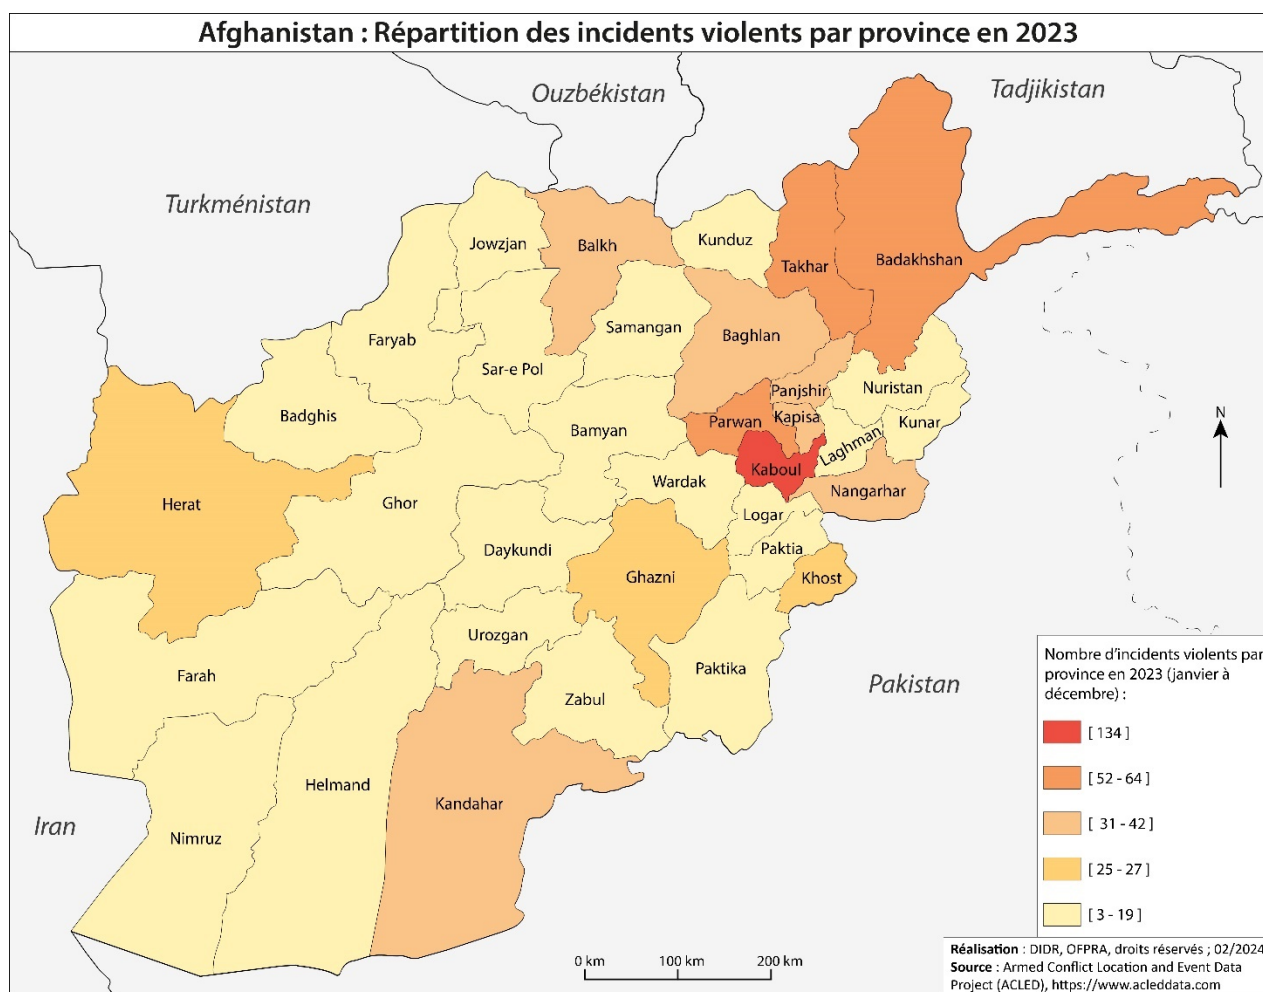 Afghanistan : Répartition des incidents violents par province en 2023
Ouzbékistan
Tadjikistan
Turkménistan
Jowzjan
Balkh
Kunduz
Takhar
Badakhshan
Faryab
Samangan
Baghlan
Sar-e Pol
Panjshir
Nuristan
Badghis
Bamyan
Parwan
Kapisa
Kunar
Laghman
Kaboul
Herat
Ghor
Wardak
Nangarhar
Logar
Daykundi
Paktia
Ghazni
Khost
Urozgan
Farah
Zabul
Paktika
Pakistan
Helmand
Kandahar
Iran
Nimruz
N
Nombre d'incidents violents par
province en 2023 (janvier à
décembre) :
[ 134 ]
[ 52 - 64 ]
[ 31 - 42 ]
[ 25 - 27 ]
[ 3 - 19 ]
0 km 100 km 200 km
Réalisation : DIDR, OFPRA, droits réservés ; 02/2024
Source : Armed Conflict Location and Event Data
Project (ACLED), https://www.acleddata.com